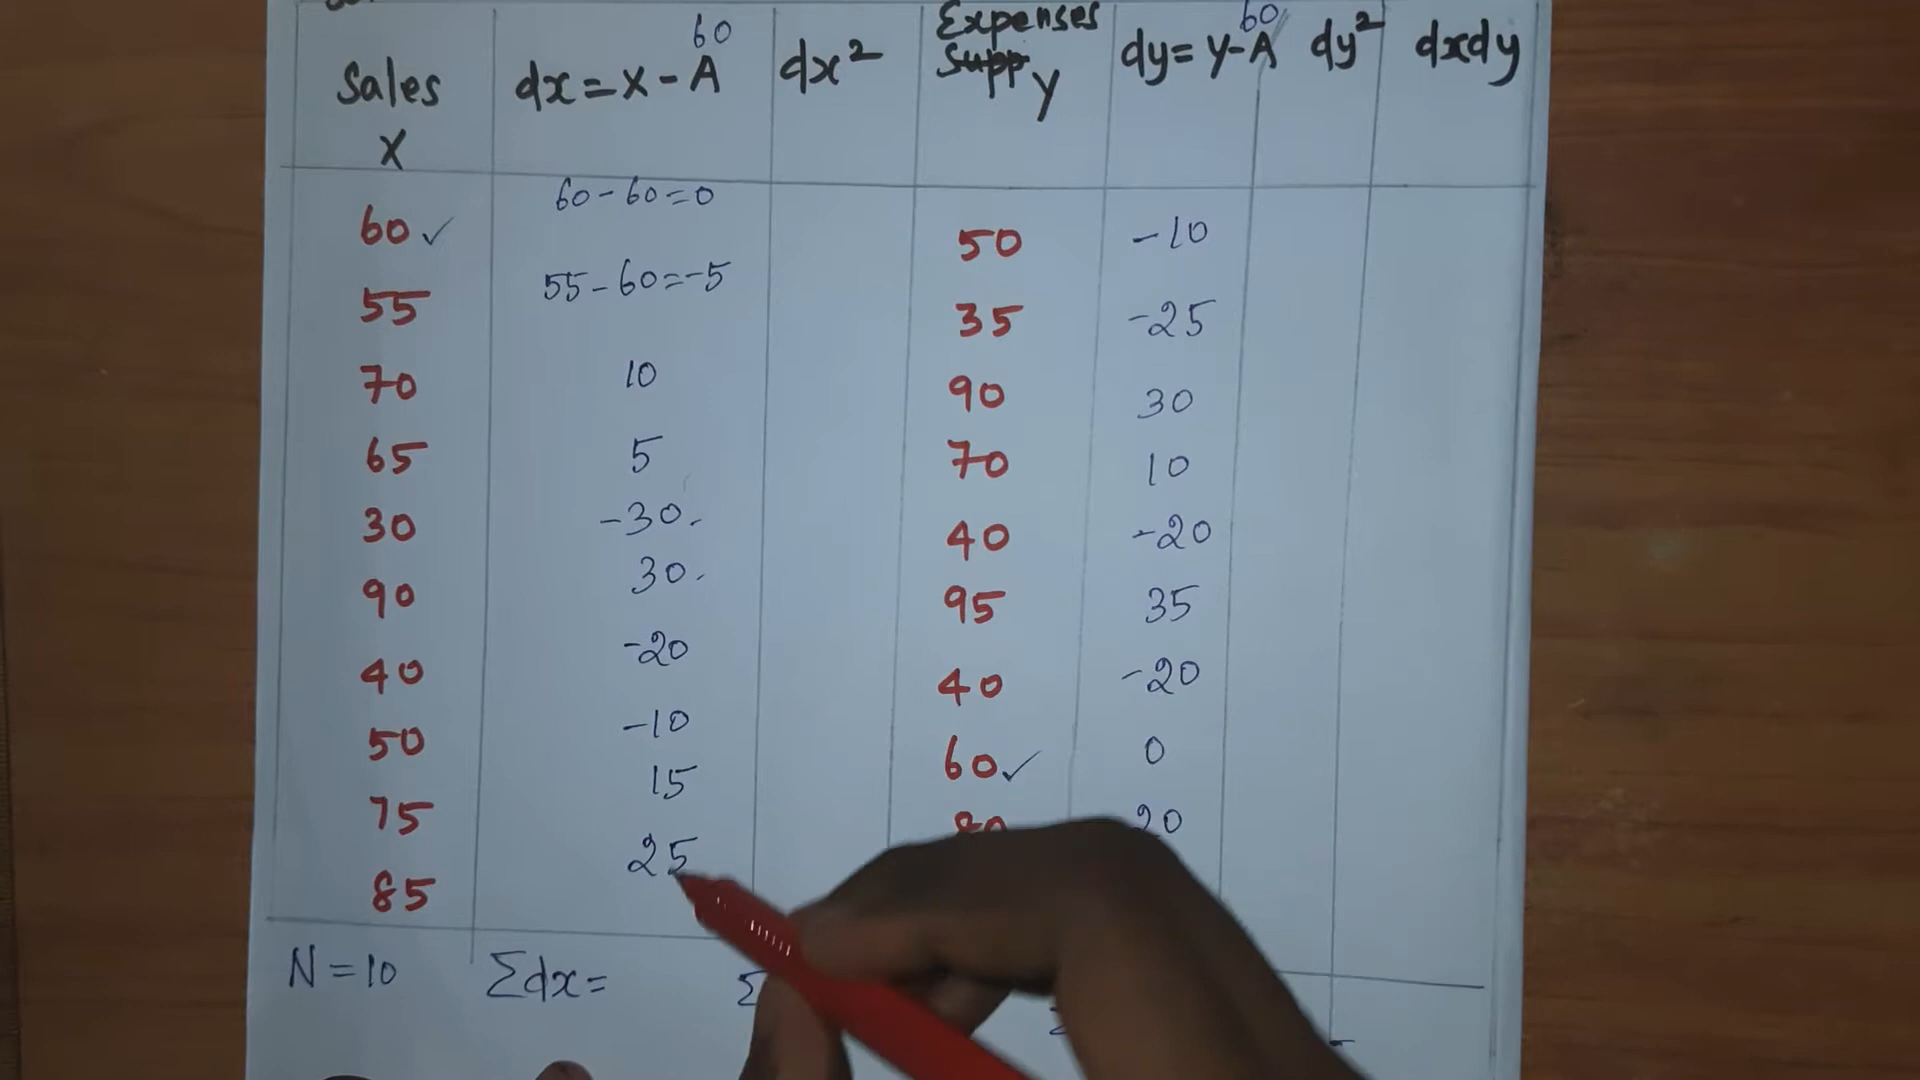 Sales X	dx = x - A 60	dx²	Expenses Supp Y	dy = y - A 60	dy²	dxdy
60 ✓	60 - 60 = 0	50	-10
55	55 - 60 = -5	35	-25
70	10	90	30
65	5	70	10
30	-30	40	-20
90	30	95	35
40	-20	40	-20
50	-10	60 ✓	0
75	15	80	20
85	25
N = 10	Σdx =	Σ